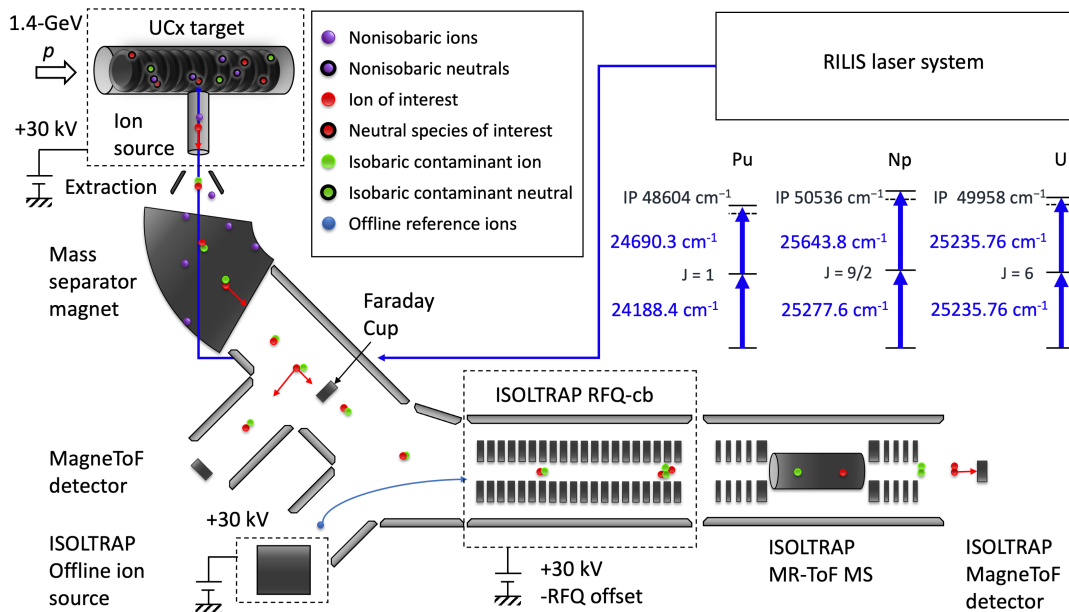 1.4-GeV
p
UCx target
+30 kV
Ion
source
Extraction
Mass
separator
magnet
Nonisobaric ions
Nonisobaric neutrals
Ion of interest
Neutral species of interest
Isobaric contaminant ion
Isobaric contaminant neutral
Offline reference ions
RILIS laser system
Pu
Np
U
IP 48604 cm⁻¹
IP 50536 cm⁻¹
IP 49958 cm⁻¹
24690.3 cm⁻¹
25643.8 cm⁻¹
25235.76 cm⁻¹
J = 1
J = 9/2
J = 6
24188.4 cm⁻¹
25277.6 cm⁻¹
25235.76 cm⁻¹
Faraday
Cup
ISOLTRAP RFQ-cb
MagneToF
detector
+30 kV
ISOLTRAP
Offline ion
source
+30 kV
-RFQ offset
ISOLTRAP
MR-ToF MS
ISOLTRAP
MagneToF
detector